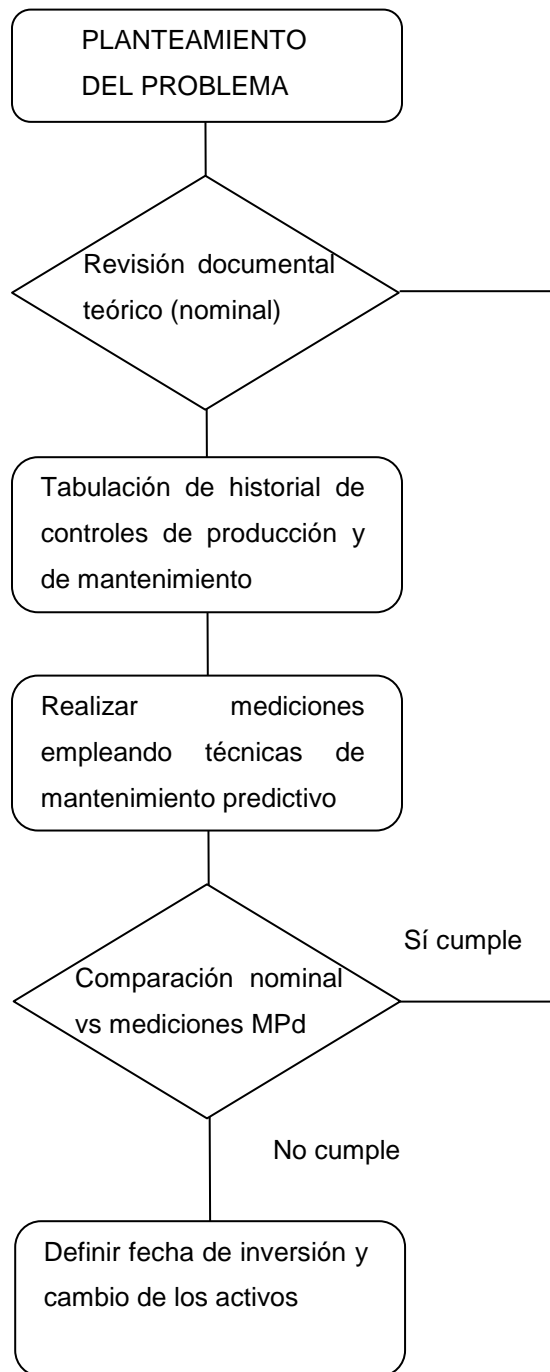 PLANTEAMIENTO
DEL PROBLEMA
Revisión documental
teórico (nominal)
Tabulación de historial de
controles de producción y
de mantenimiento
Realizar mediciones
empleando técnicas de
mantenimiento predictivo
Sí cumple
Comparación nominal
vs mediciones MPd
No cumple
Definir fecha de inversión y
cambio de los activos